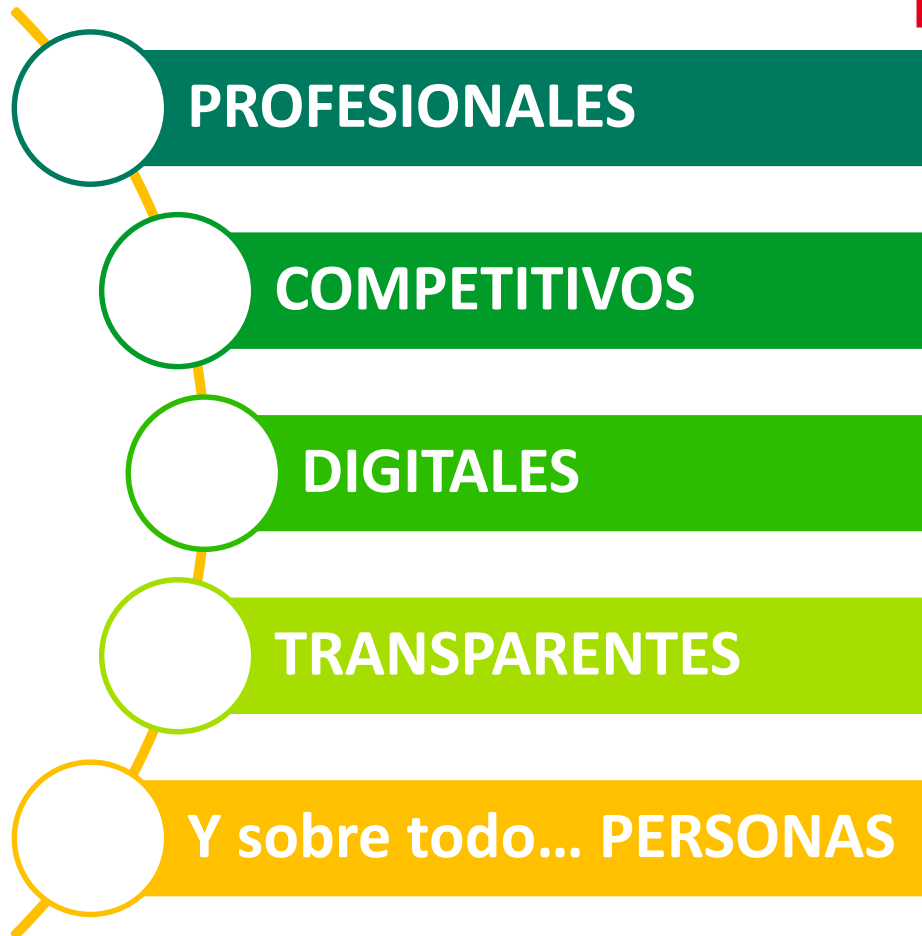 PROFESIONALES
COMPETITIVOS
DIGITALES
TRANSPARENTES
Y sobre todo... PERSONAS